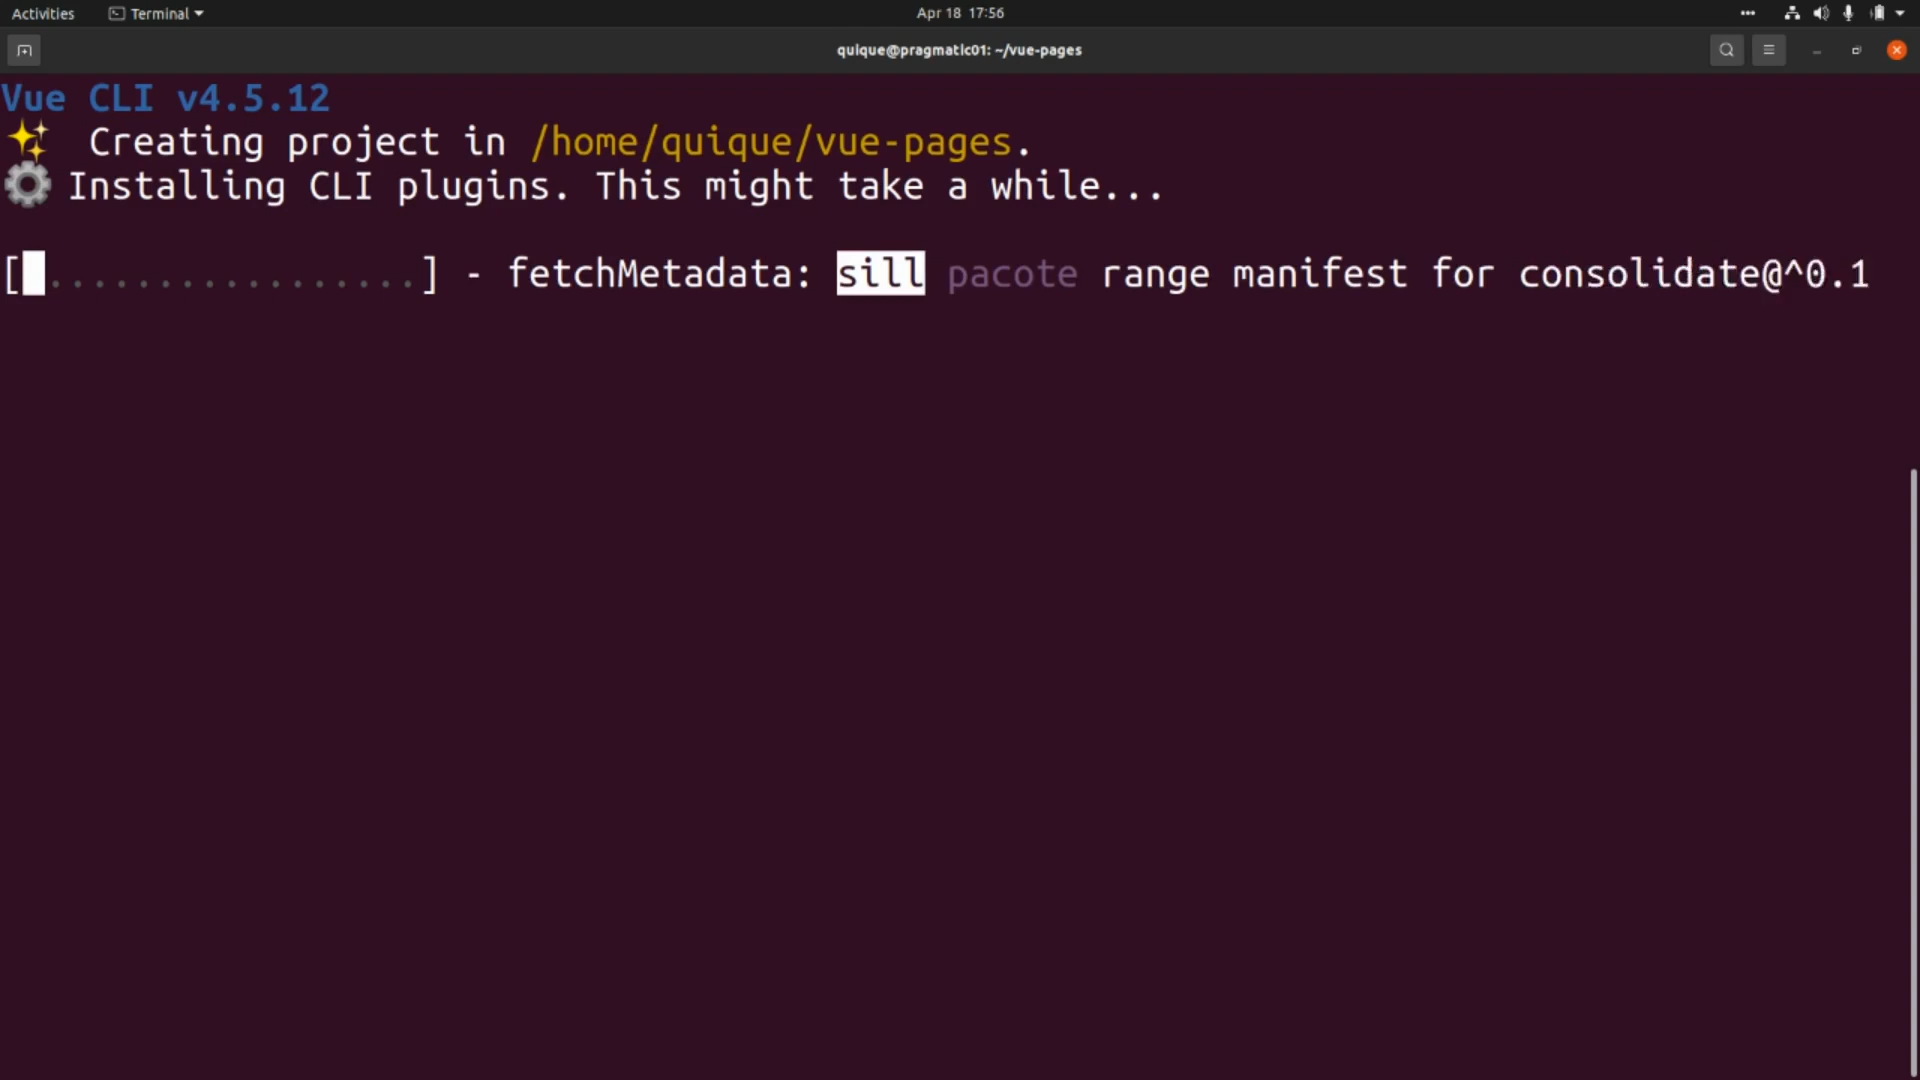 Activities Terminal Apr 18 17:56
quique@pragmatic01: ~/vue-pages
Vue CLI v4.5.12
✨ Creating project in /home/quique/vue-pages.
⚙ Installing CLI plugins. This might take a while...
[ .................] - fetchMetadata: sill pacote range manifest for consolidate@^0.1